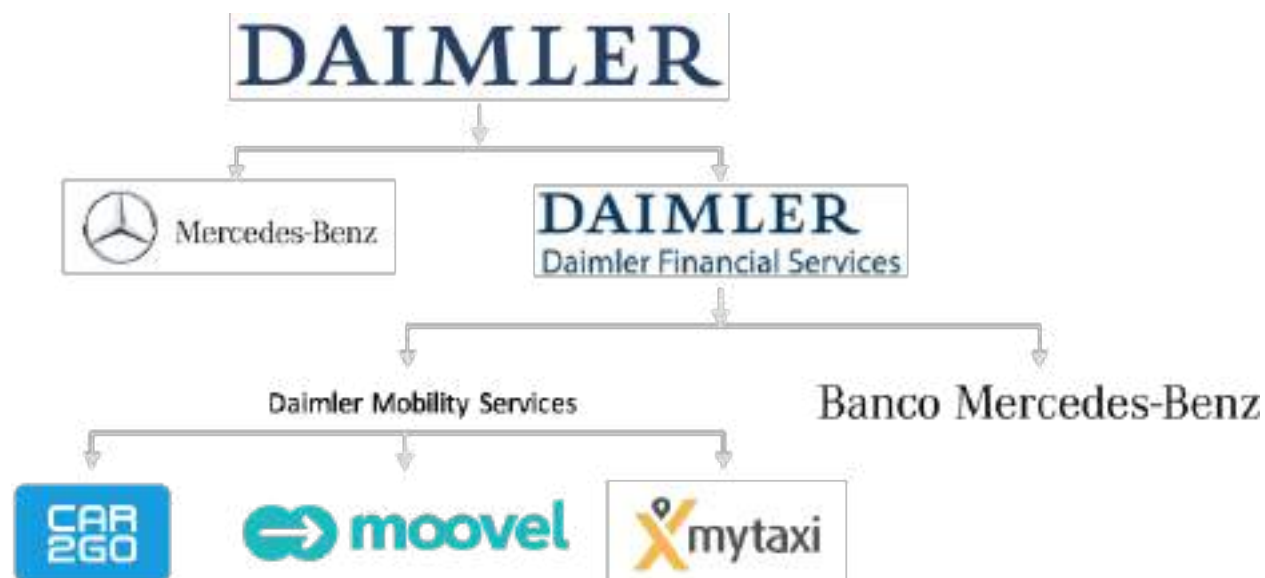 DAIMLER
Mercedes-Benz
DAIMLER
Daimler Financial Services
Daimler Mobility Services
Banco Mercedes-Benz
CAR
2GO
moovel
mytaxi